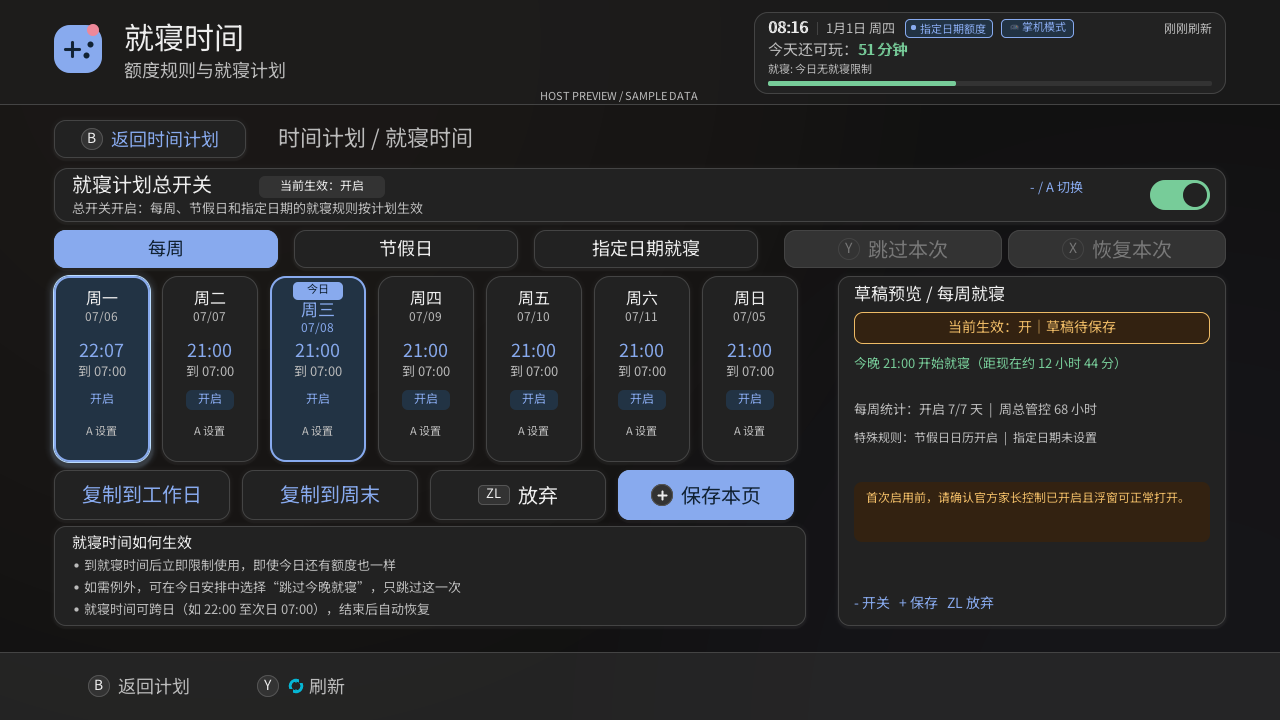 就寝时间
额度规则与就寝计划
08:16 1月1日 周四 指定日期额度 掌机模式 刚刚刷新
今天还可玩: 51 分钟
就寝: 今日无就寝限制
HOST PREVIEW / SAMPLE DATA
B 返回时间计划 时间计划 / 就寝时间
就寝计划总开关 当前生效: 开启 - / A 切换
总开关开启: 每周、节假日和指定日期的就寝规则按计划生效
每周 节假日 指定日期就寝 Y 跳过本次 X 恢复本次
周一 07/06 22:07 到 07:00 开启 A 设置
周二 07/07 21:00 到 07:00 开启 A 设置
今日 周三 07/08 21:00 到 07:00 开启 A 设置
周四 07/09 21:00 到 07:00 开启 A 设置
周五 07/10 21:00 到 07:00 开启 A 设置
周六 07/11 21:00 到 07:00 开启 A 设置
周日 07/05 21:00 到 07:00 开启 A 设置
复制到工作日 复制到周末 ZL 放弃 + 保存本页
就寝时间如何生效
• 到就寝时间后立即限制使用，即使今日还有额度也一样
• 如需例外，可在今日安排中选择“跳过今晚就寝”，只跳过这一次
• 就寝时间可跨日（如 22:00 至次日 07:00），结束后自动恢复
草稿预览 / 每周就寝
当前生效: 开｜草稿待保存
今晚 21:00 开始就寝（距现在约 12 小时 44 分）
每周统计: 开启 7/7 天｜周总管控 68 小时
特殊规则: 节假日日历开启｜指定日期未设置
首次启用前，请确认官方家长控制已开启且浮窗可正常打开。
- 开关 + 保存 ZL 放弃
B 返回计划 Y 刷新